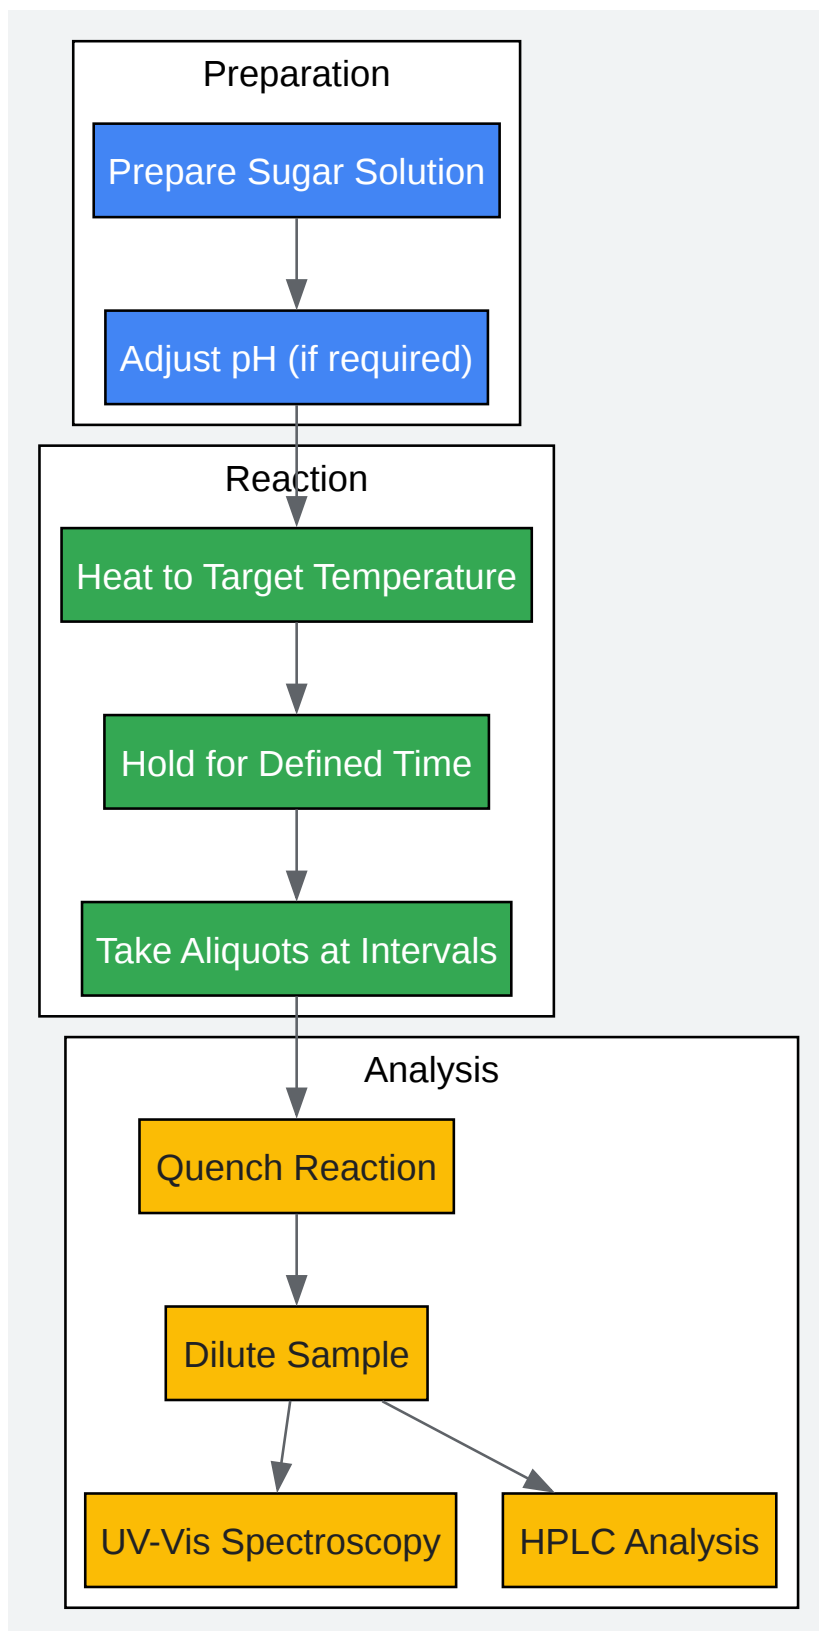 Preparation
Prepare Sugar Solution
Adjust pH (if required)
Reaction
Heat to Target Temperature
Hold for Defined Time
Take Aliquots at Intervals
Analysis
Quench Reaction
Dilute Sample
UV-Vis Spectroscopy
HPLC Analysis